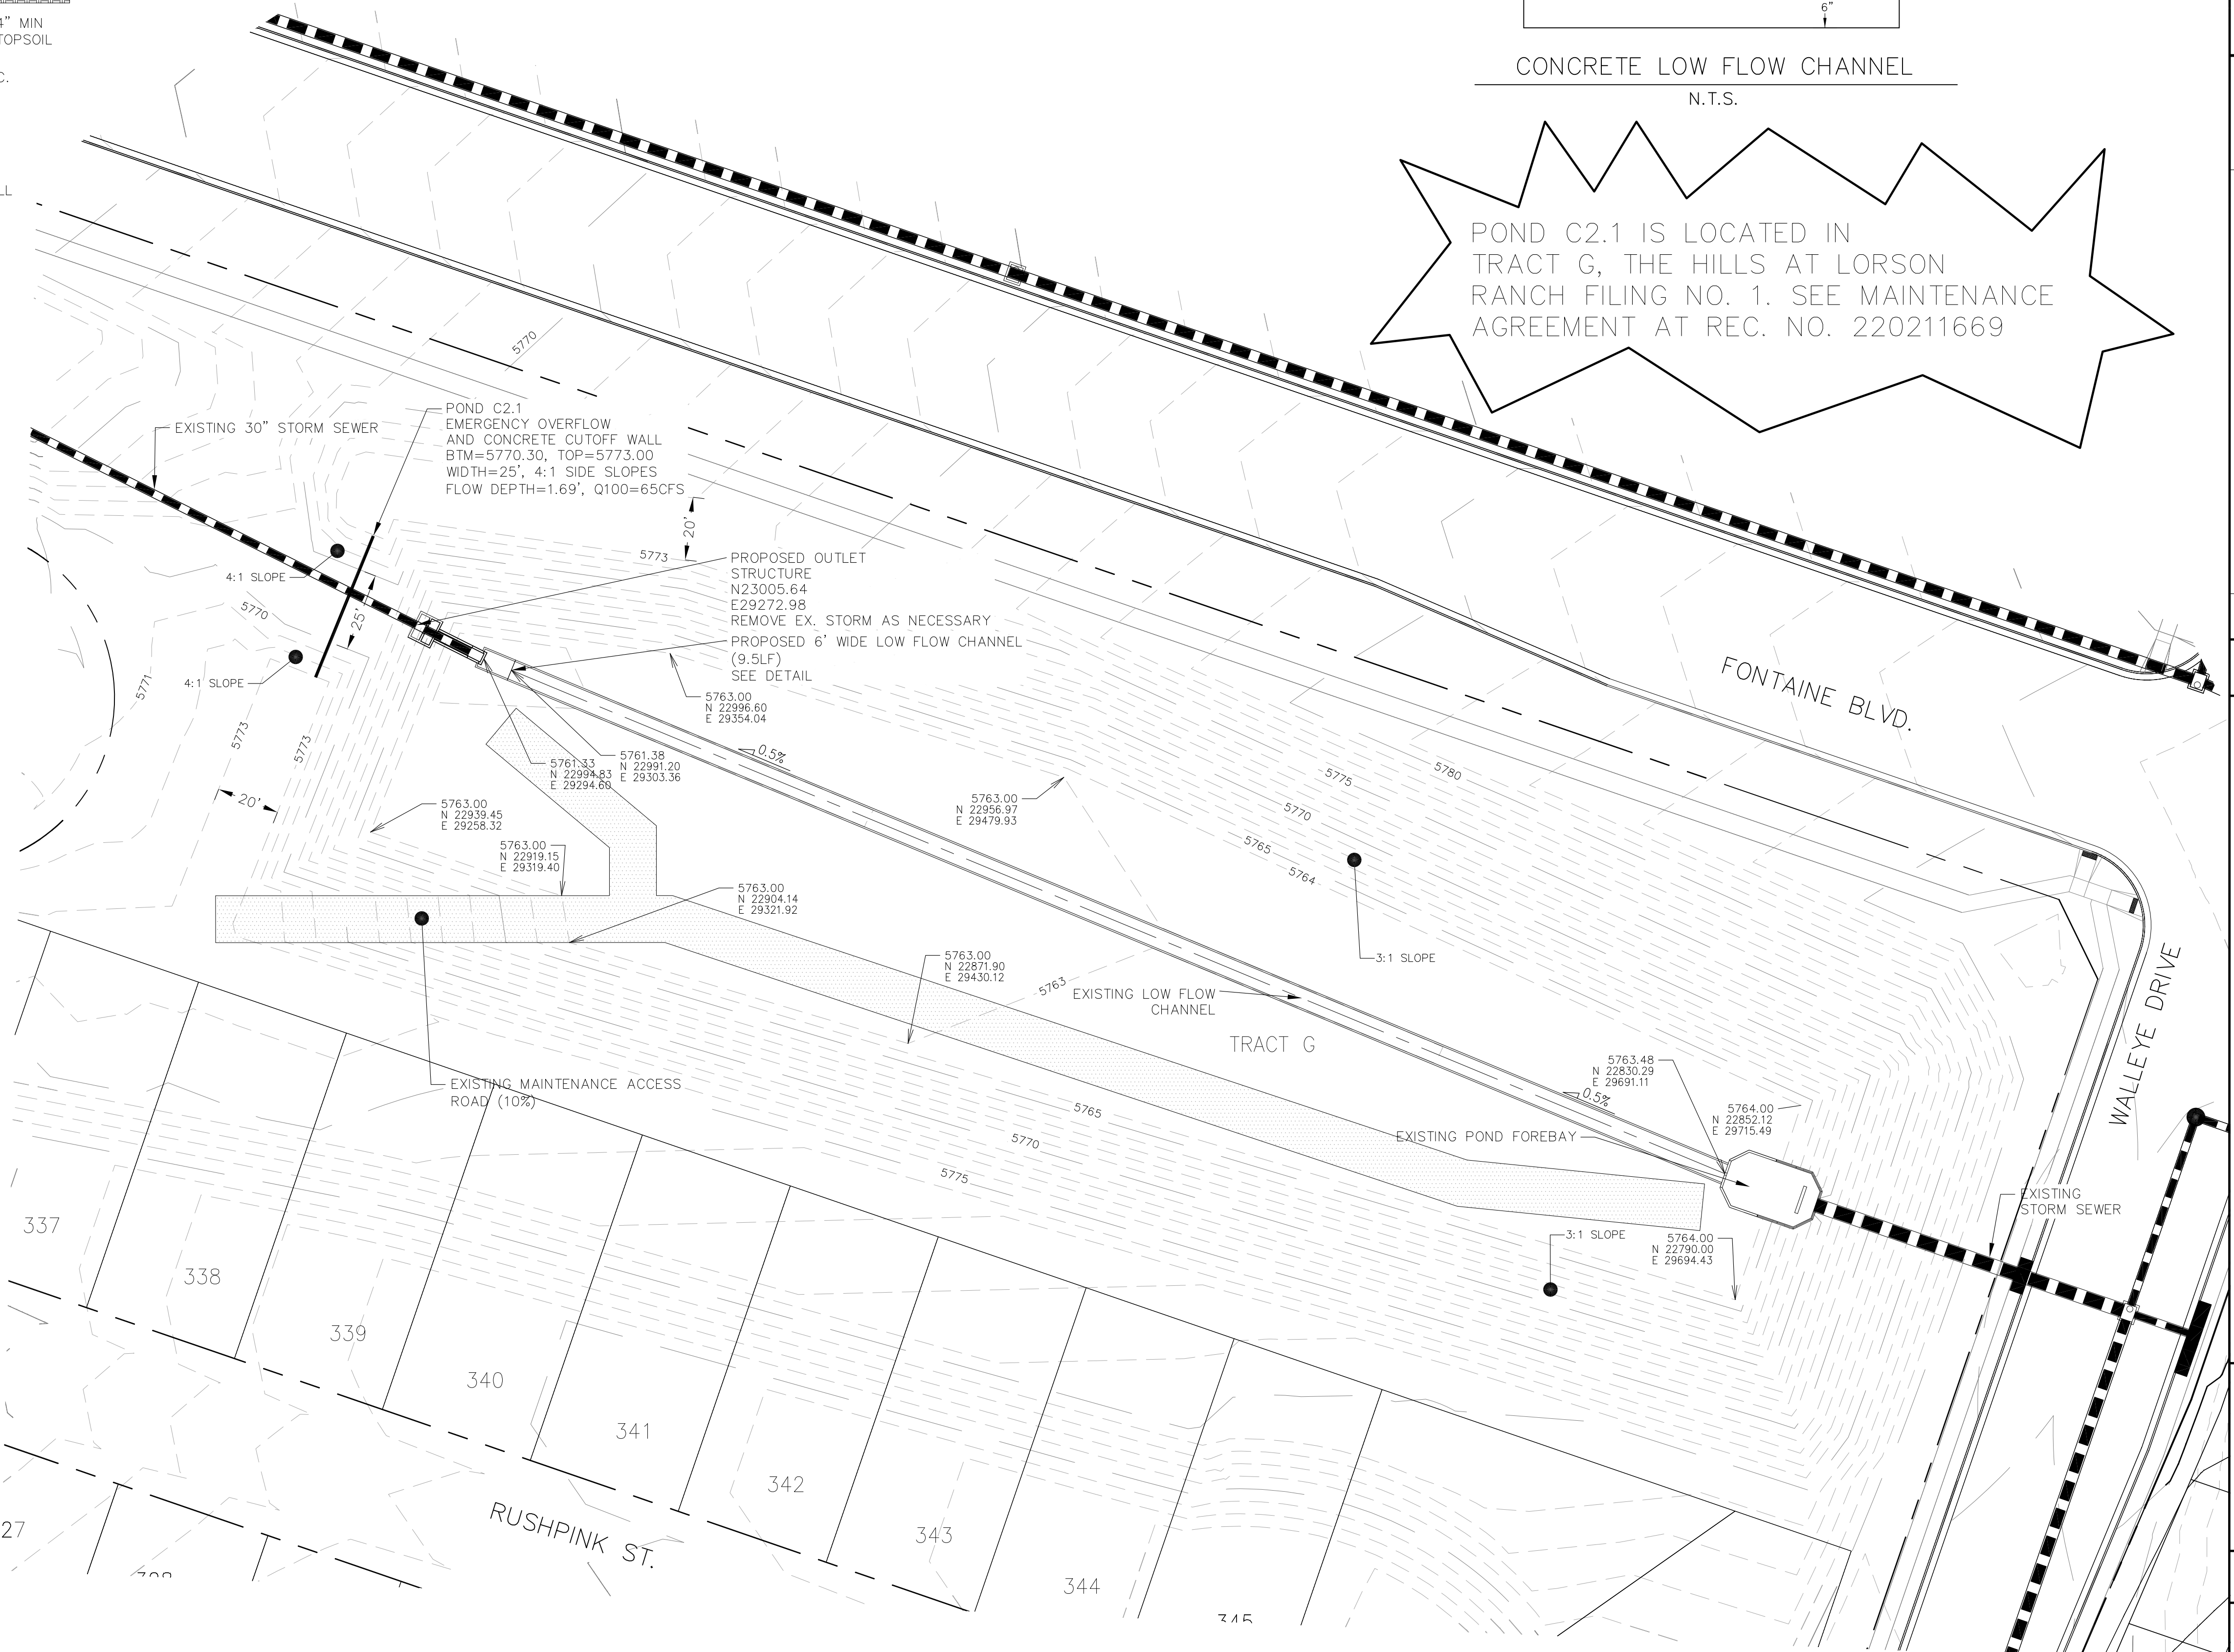 4" MIN
TOPSOIL
C.
LL
6"
CONCRETE LOW FLOW CHANNEL
N.T.S.
POND C2.1 IS LOCATED IN
TRACT G, THE HILLS AT LORSON
RANCH FILING NO. 1. SEE MAINTENANCE
AGREEMENT AT REC. NO. 220211669
5770
POND C2.1
EMERGENCY OVERFLOW
AND CONCRETE CUTOFF WALL
BTM=5770.30, TOP=5773.00
WIDTH=25', 4:1 SIDE SLOPES
FLOW DEPTH=1.69', Q100=65CFS
EXISTING 30" STORM SEWER
20'
5773
PROPOSED OUTLET
STRUCTURE
N23005.64
E29272.98
REMOVE EX. STORM AS NECESSARY
PROPOSED 6' WIDE LOW FLOW CHANNEL
(9.5LF)
SEE DETAIL
4:1 SLOPE
5770
25'
4:1 SLOPE
5771
5773
5773
20'
5763.00
N 22996.60
E 29354.04
0.5%
5761.38
N 22991.20
E 29303.36
5761.33
N 22994.83
E 29294.60
5763.00
N 22939.45
E 29258.32
5763.00
N 22919.15
E 29319.40
5763.00
N 22904.14
E 29321.92
5763.00
N 22956.97
E 29479.93
FONTAINE BLVD.
5775
5780
5770
5765
5764
3:1 SLOPE
5763.00
N 22871.90
E 29430.12
5763
EXISTING LOW FLOW
CHANNEL
TRACT G
WALLEYE DRIVE
EXISTING MAINTENANCE ACCESS
ROAD (10%)
5765
5770
5775
5763.48
N 22830.29
E 29691.11
0.5%
5764.00
N 22852.12
E 29715.49
EXISTING POND FOREBAY
EXISTING
STORM SEWER
3:1 SLOPE
5764.00
N 22790.00
E 29694.43
337
338
339
340
341
342
343
344
345
RUSHPINK ST.
27